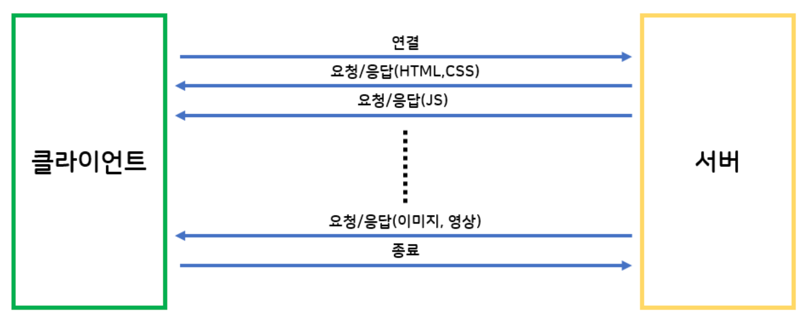 연결
요청/응답(HTML,CSS)
요청/응답(JS)
클라이언트
서버
요청/응답(이미지, 영상)
종료